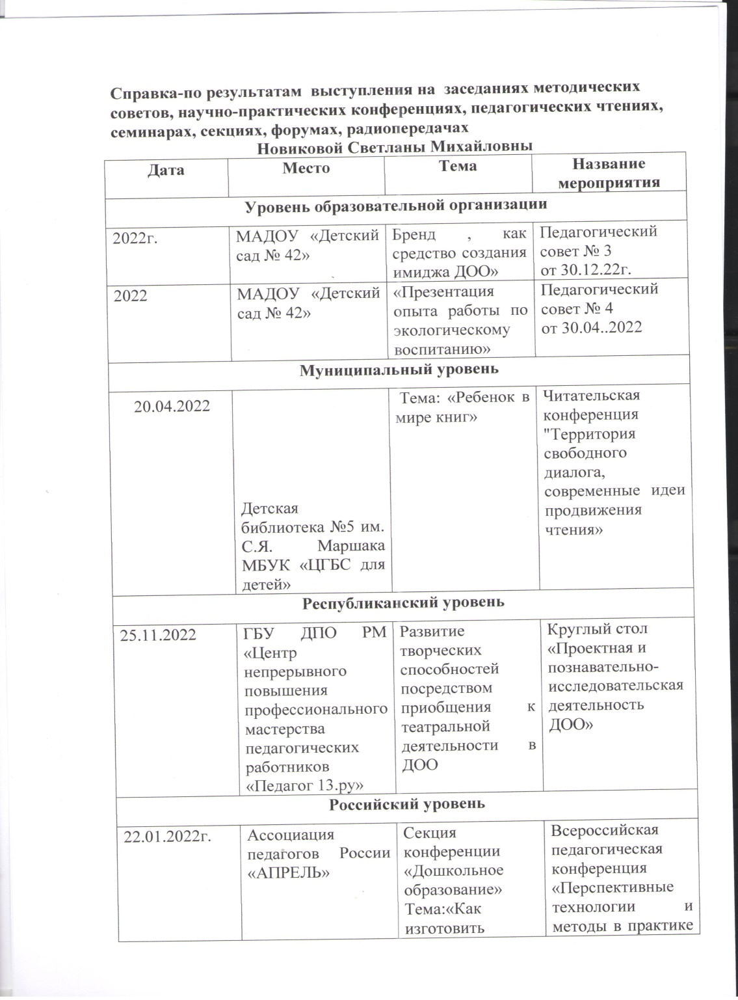 Справка-по результатам выступления на заседаниях методических
советов, научно-практических конференциях, педагогических чтениях,
семинарах, секциях, форумах, радиопередачах
Новиковой Светланы Михайловны
Дата
Место
Тема
Название
мероприятия
Уровень образовательной организации
2022г.
МАДОУ «Детский
сад № 42»
Бренд , как
средство создания
имиджа ДОО»
Педагогический
совет № 3
от 30.12.22г.
2022
МАДОУ «Детский
сад № 42»
«Презентация
опыта работы по
экологическому
воспитанию»
Педагогический
совет № 4
от 30.04..2022
Муниципальный уровень
20.04.2022
Детская
библиотека №5 им.
С.Я. Маршака
МБУК «ЦГБС для
детей»
Тема: «Ребенок в
мире книг»
Читательская
конференция
"Территория
свободного
диалога,
современные идеи
продвижения
чтения»
Республиканский уровень
25.11.2022
ГБУ ДПО РМ
«Центр
непрерывного
повышения
профессионального
мастерства
педагогических
работников
«Педагог 13.ру»
Развитие
творческих
способностей
посредством
приобщения к
театральной
деятельности в
ДОО
Круглый стол
«Проектная и
познавательно-
исследовательская
деятельность
ДОО»
Российский уровень
22.01.2022г.
Ассоциация
педагогов России
«АПРЕЛЬ»
Секция
конференции
«Дошкольное
образование»
Тема:«Как
изготовить
Всероссийская
педагогическая
конференция
«Перспективные
технологии и
методы в практике